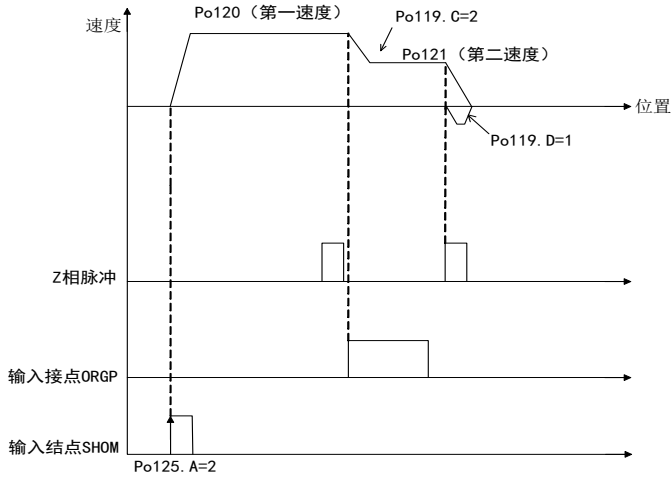 Po120（第一速度）
Po119.C=2
速度
Po121（第二速度）
位置
Po119.D=1
Z相脉冲
输入接点ORGP
输入结点SHOM
Po125.A=2